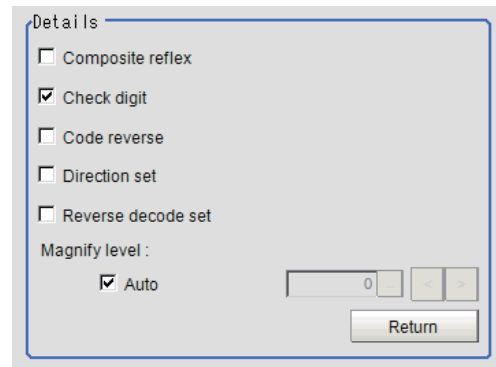 Details
Composite reflex
Check digit
Code reverse
Direction set
Reverse decode set
Magnify level :
Auto 0 ... < >
Return